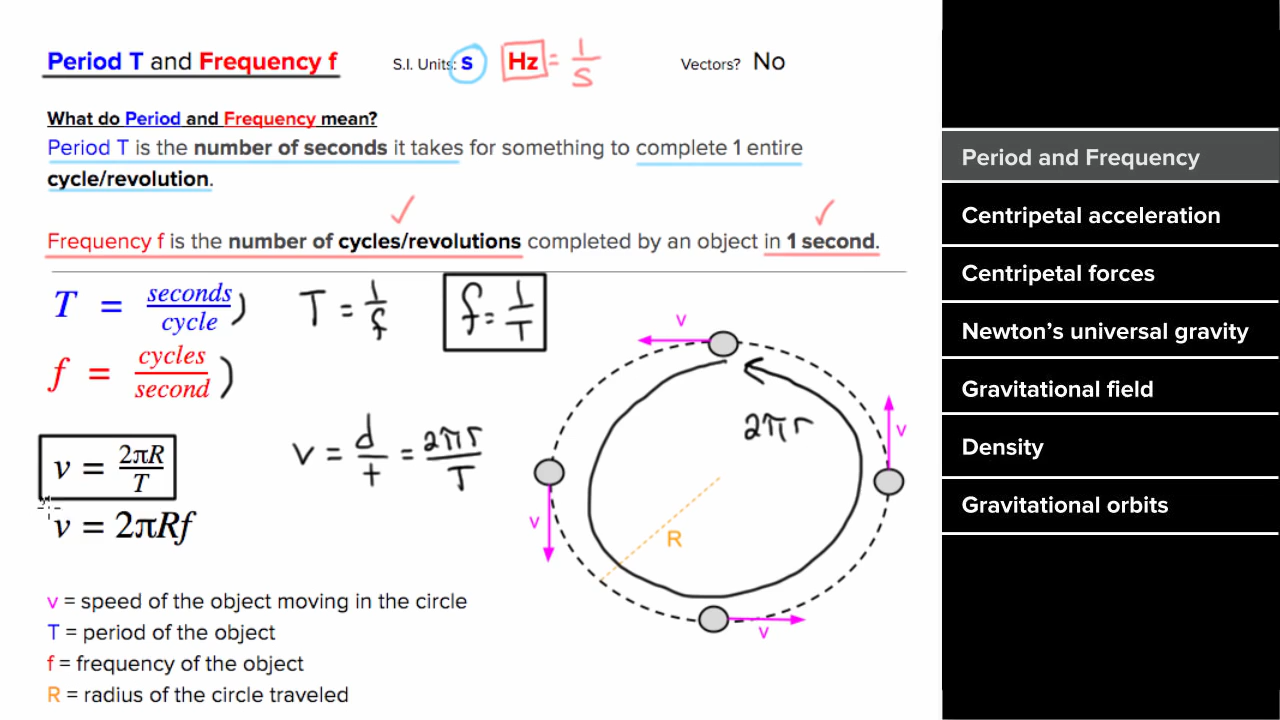 Period T and Frequency f
S.I. Units: s Hz = 1/s
Vectors? No
What do Period and Frequency mean?
Period T is the number of seconds it takes for something to complete 1 entire
cycle/revolution.
Frequency f is the number of cycles/revolutions completed by an object in 1 second.
T = seconds/cycle )
T = 1/f
f = 1/T
f = cycles/second )
v = 2πR/T
v = d/t = 2πr/T
v = 2πRf
v
v
v
v
2πr
R
v = speed of the object moving in the circle
T = period of the object
f = frequency of the object
R = radius of the circle traveled
Period and Frequency
Centripetal acceleration
Centripetal forces
Newton’s universal gravity
Gravitational field
Density
Gravitational orbits